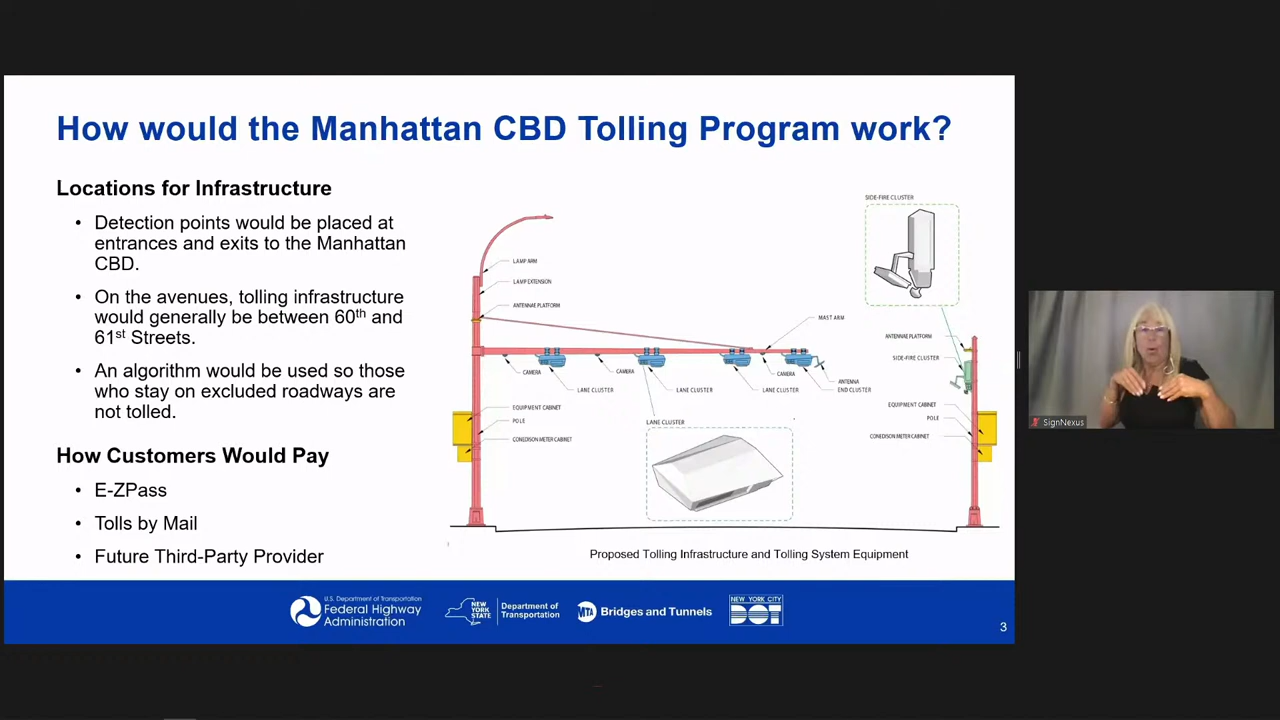 How would the Manhattan CBD Tolling Program work?
Locations for Infrastructure
• Detection points would be placed at
entrances and exits to the Manhattan
CBD.
• On the avenues, tolling infrastructure
would generally be between 60th and
61st Streets.
• An algorithm would be used so those
who stay on excluded roadways are
not tolled.
How Customers Would Pay
• E-ZPass
• Tolls by Mail
• Future Third-Party Provider
SIDE-FIRE CLUSTER
LAMP ARM
LAMP EXTENSION
ANTENNAE PLATFORM
MAST ARM
CAMERA
LANE CLUSTER
CAMERA
LANE CLUSTER
LANE CLUSTER
CAMERA
ANTENNA
END CLUSTER
EQUIPMENT CABINET
POLE
CONEDISON METER CABINET
LANE CLUSTER
ANTENNAE PLATFORM
SIDE-FIRE CLUSTER
EQUIPMENT CABINET
POLE
CONEDISON METER CABINET
Proposed Tolling Infrastructure and Tolling System Equipment
U.S. Department of Transportation
Federal Highway
Administration
NEW
YORK
STATE
Department of
Transportation
MTA
Bridges and Tunnels
NEW YORK CITY
DOT
3
SignNexus